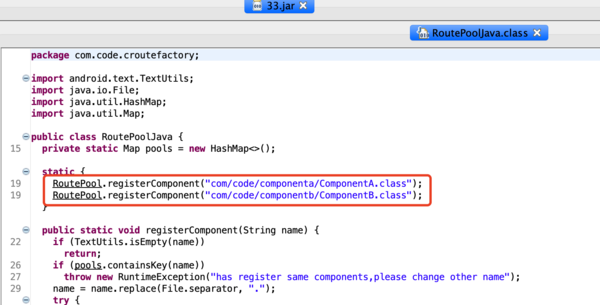 33.jar
RoutePoolJava.class
package com.code.croutefactory;
import android.text.TextUtils;
import java.io.File;
import java.util.HashMap;
import java.util.Map;
public class RoutePoolJava {
15 private static Map pools = new HashMap<>();
static {
19 RoutePool.registerComponent("com/code/componenta/ComponentA.class");
19 RoutePool.registerComponent("com/code/componentb/ComponentB.class");
}
public static void registerComponent(String name) {
22 if (TextUtils.isEmpty(name))
return;
26 if (pools.containsKey(name))
27 throw new RuntimeException("has register same components,please change other name");
29 name = name.replace(File.separator, ".");
try {